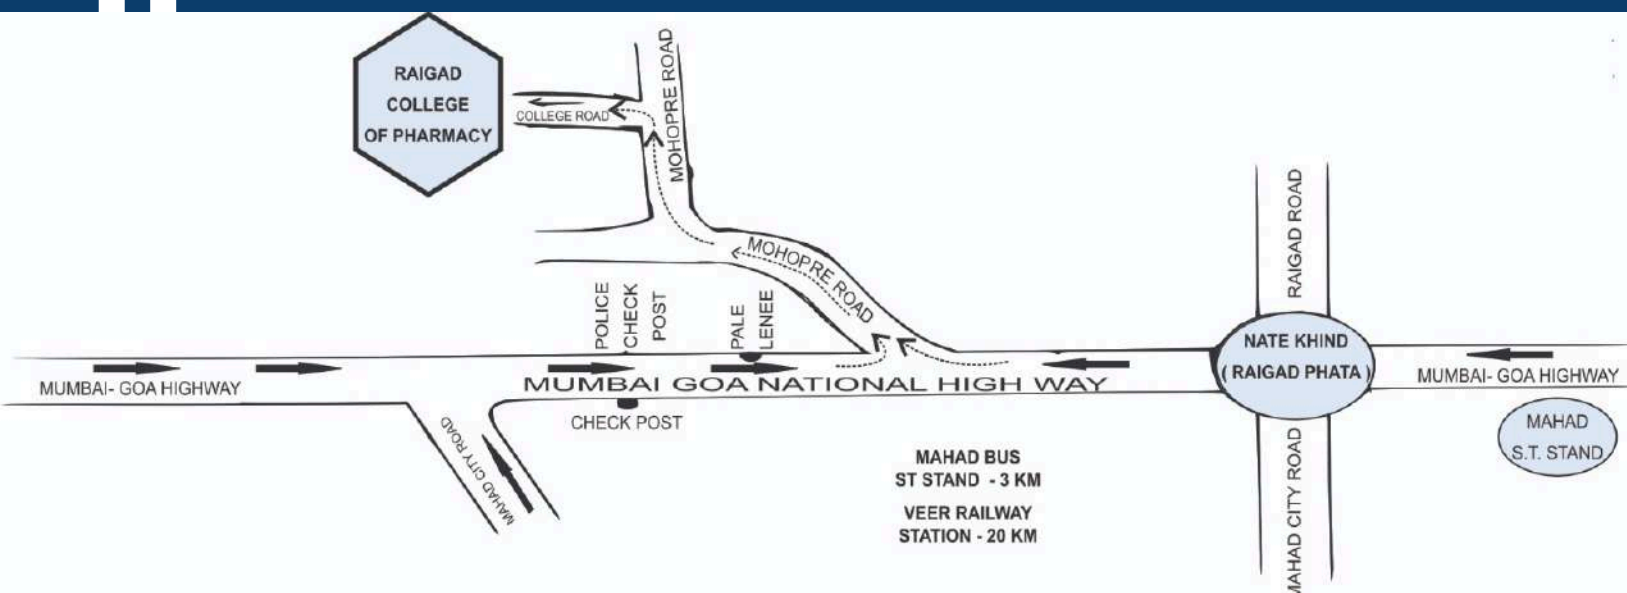 RAIGAD
COLLEGE
OF PHARMACY
COLLEGE ROAD
MOHOPRE ROAD
MOHOPRE ROAD
RAIGAD ROAD
POLICE
CHECK
POST
PALE
LENEE
NATE KHIND
( RAIGAD PHATA )
MUMBAI- GOA HIGHWAY
MUMBAI GOA NATIONAL HIGH WAY
MUMBAI- GOA HIGHWAY
CHECK POST
MAHAD CITY ROAD
MAHAD
S.T. STAND
MAHAD CITY ROAD
MAHAD BUS
ST STAND - 3 KM
VEER RAILWAY
STATION - 20 KM